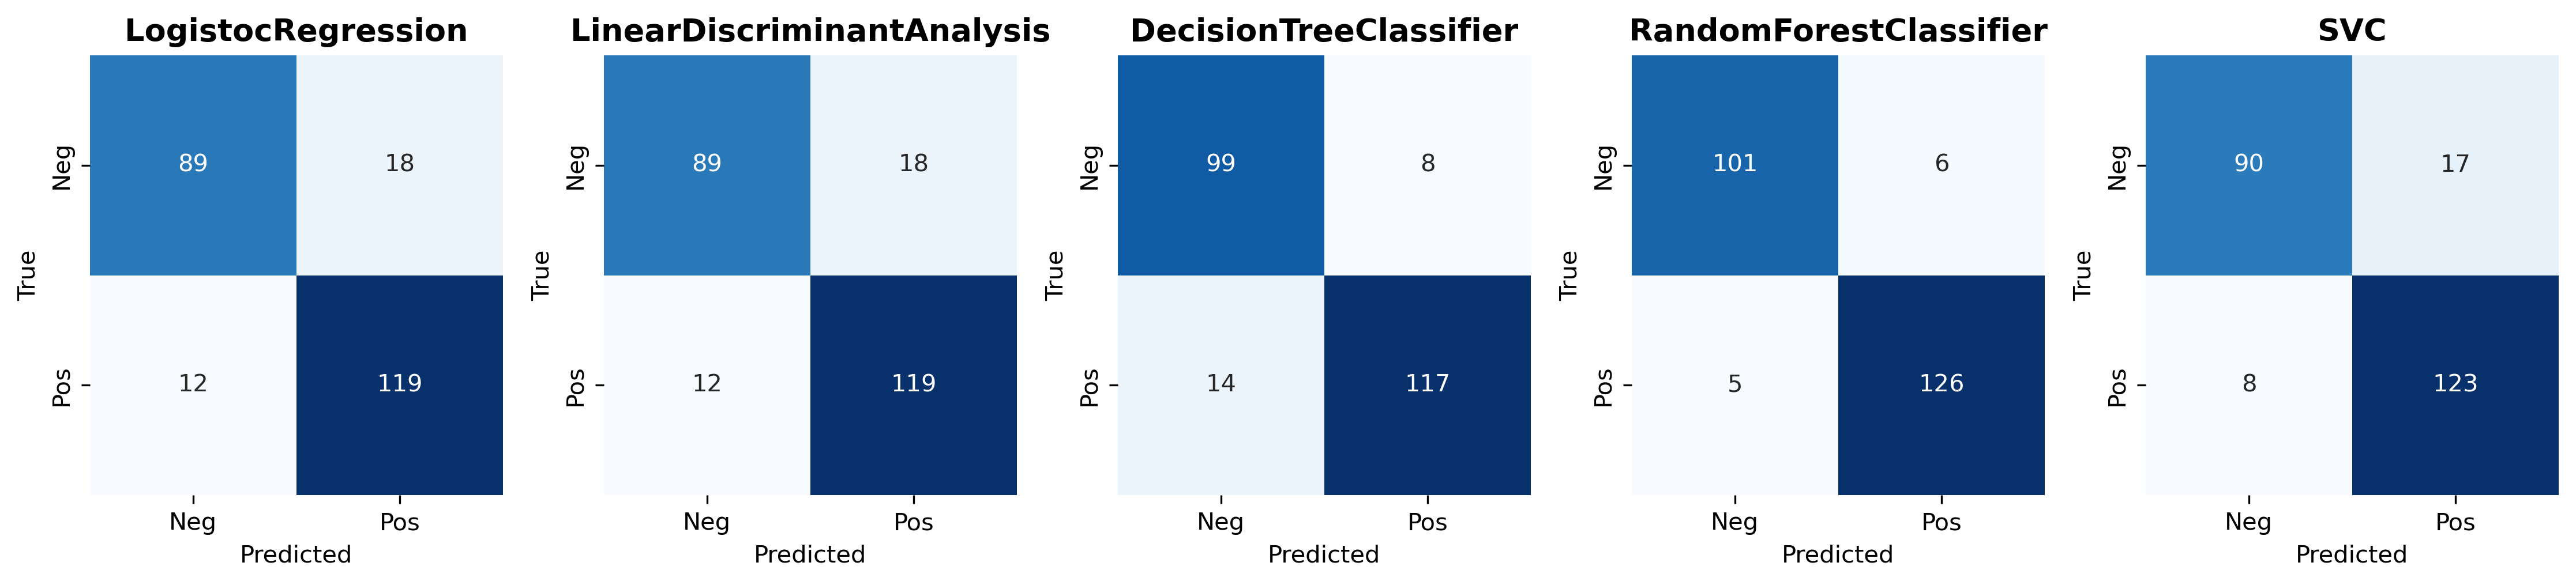 LogistocRegression
Neg
89
18
True
Pos
12
119
Neg
Pos
Predicted
LinearDiscriminantAnalysis
Neg
89
18
True
Pos
12
119
Neg
Pos
Predicted
DecisionTreeClassifier
Neg
99
8
True
Pos
14
117
Neg
Pos
Predicted
RandomForestClassifier
Neg
101
6
True
Pos
5
126
Neg
Pos
Predicted
SVC
Neg
90
17
True
Pos
8
123
Neg
Pos
Predicted